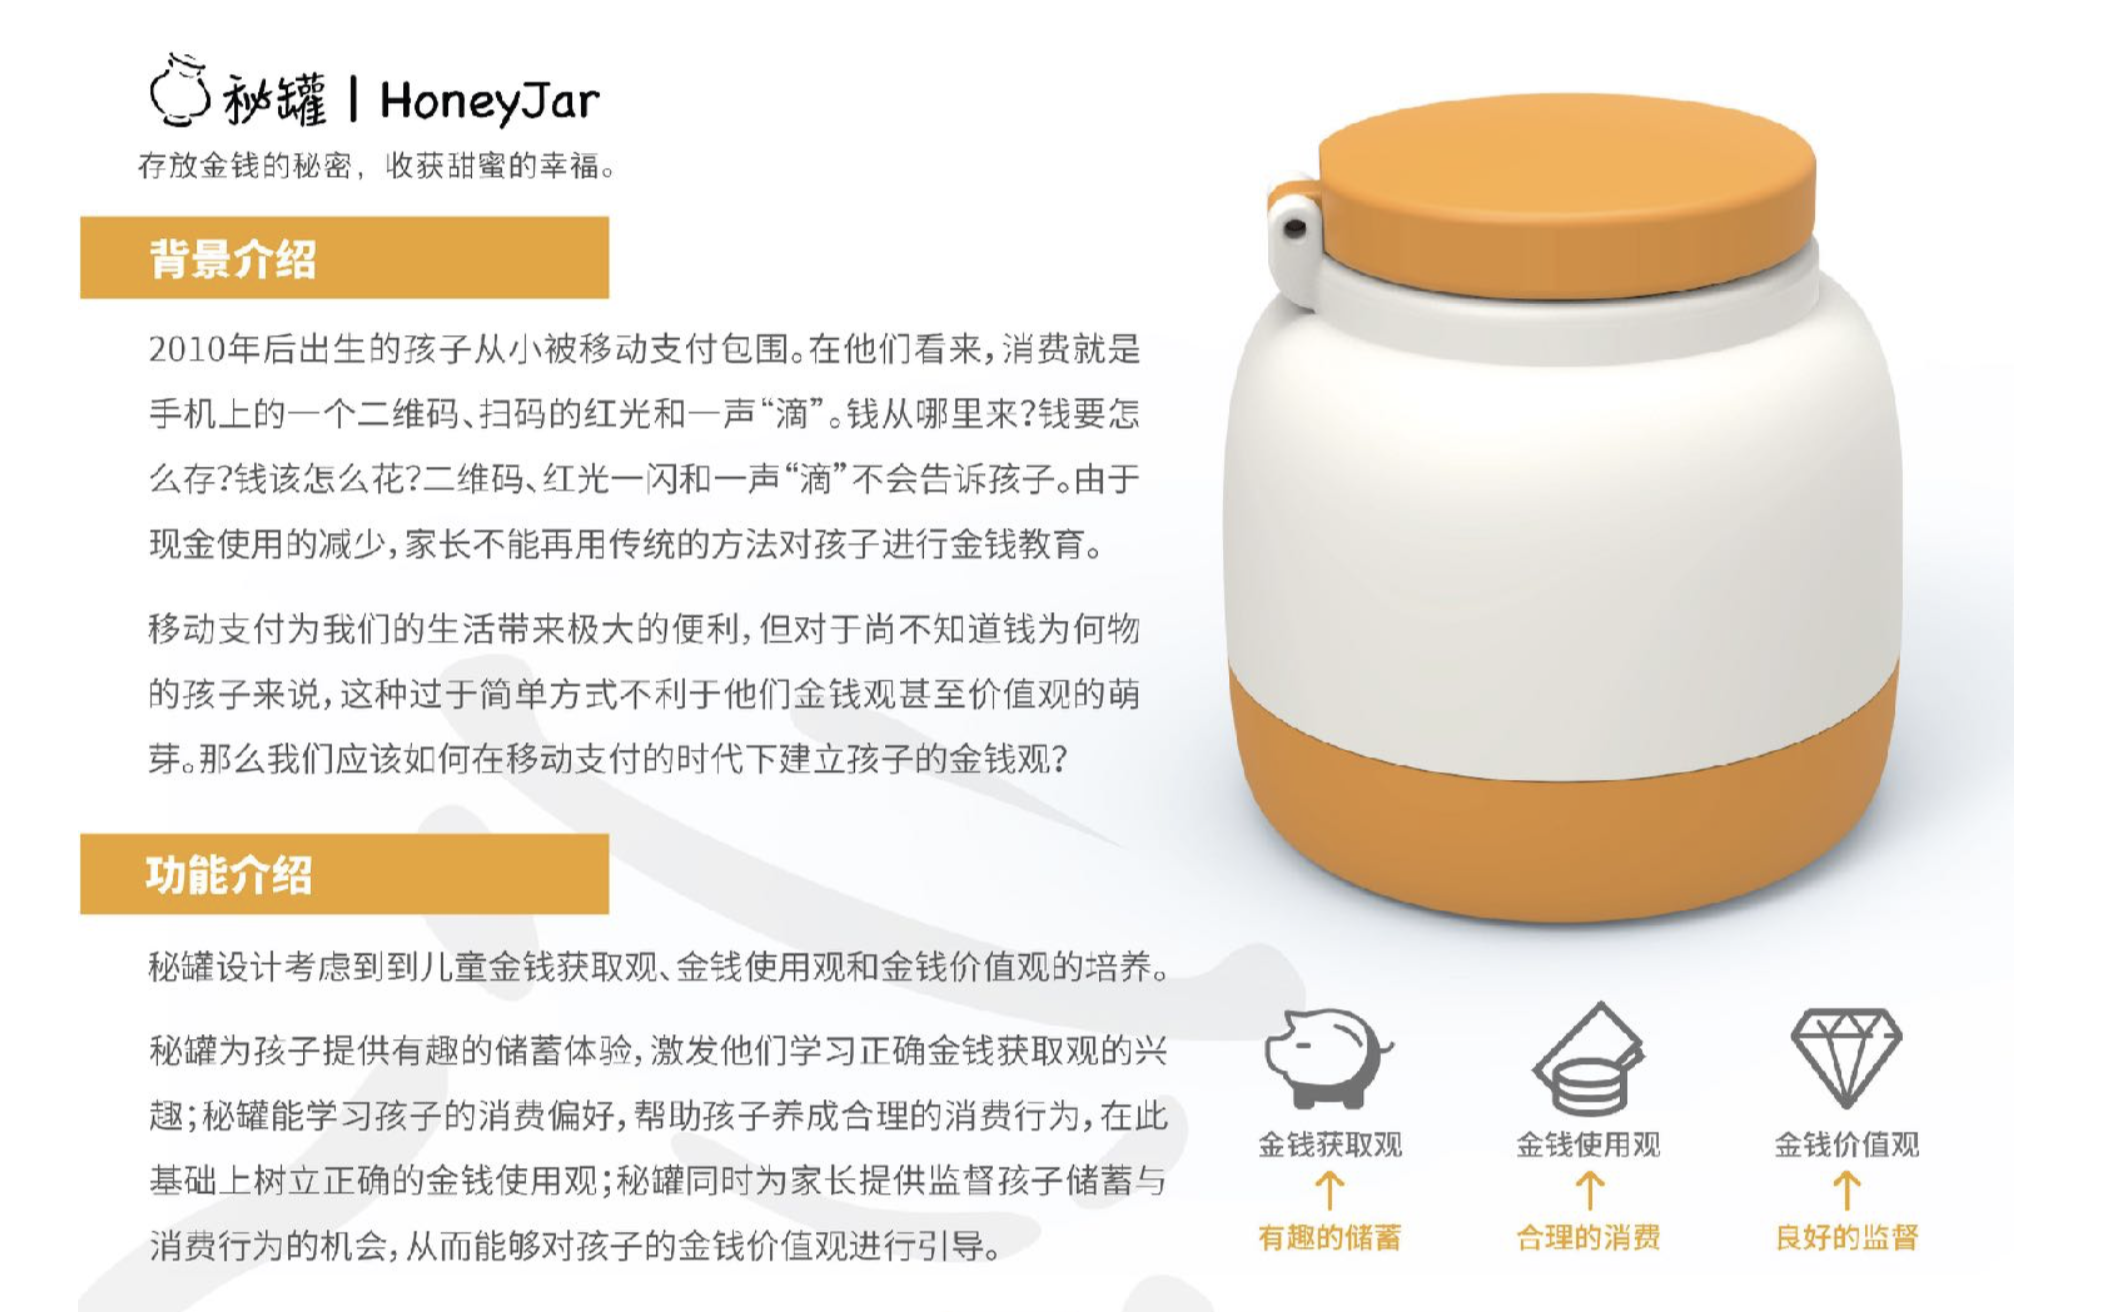 秘罐 | HoneyJar
存放金钱的秘密，收获甜蜜的幸福。
背景介绍
2010年后出生的孩子从小被移动支付包围。在他们看来，消费就是
手机上的一个二维码、扫码的红光和一声“滴”。钱从哪里来？钱要怎
么存？钱该怎么花？二维码、红光一闪和一声“滴”不会告诉孩子。由于
现金使用的减少，家长不能再用传统的方法对孩子进行金钱教育。
移动支付为我们的生活带来极大的便利，但对于尚不知道钱为何物
的孩子来说，这种过于简单方式不利于他们金钱观甚至价值观的萌
芽。那么我们应该如何在移动支付的时代下建立孩子的金钱观？
功能介绍
秘罐设计考虑到到儿童金钱获取观、金钱使用观和金钱价值观的培养。
秘罐为孩子提供有趣的储蓄体验，激发他们学习正确金钱获取观的兴
趣；秘罐能学习孩子的消费偏好，帮助孩子养成合理的消费行为，在此
基础上树立正确的金钱使用观；秘罐同时为家长提供监督孩子储蓄与
消费行为的机会，从而能够对孩子的金钱价值观进行引导。
金钱获取观
金钱使用观
金钱价值观
有趣的储蓄
合理的消费
良好的监督